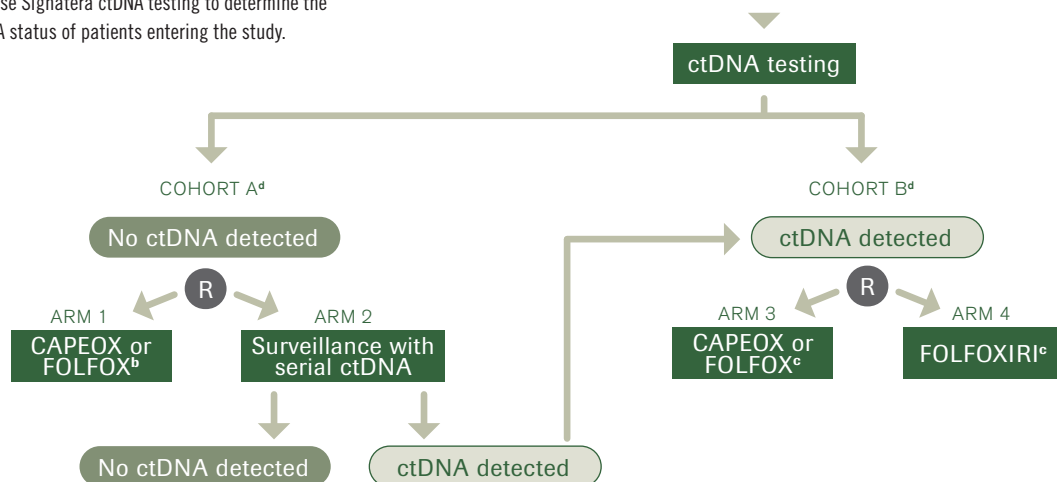 se Signatera ctDNA testing to determine the
A status of patients entering the study.
ctDNA testing
COHORT Aᵈ
COHORT Bᵈ
No ctDNA detected
ctDNA detected
R
R
ARM 1
ARM 2
ARM 3
ARM 4
CAPEOX or
FOLFOXᵇ
Surveillance with
serial ctDNA
CAPEOX or
FOLFOXᶜ
FOLFOXIRIᶜ
No ctDNA detected
ctDNA detected